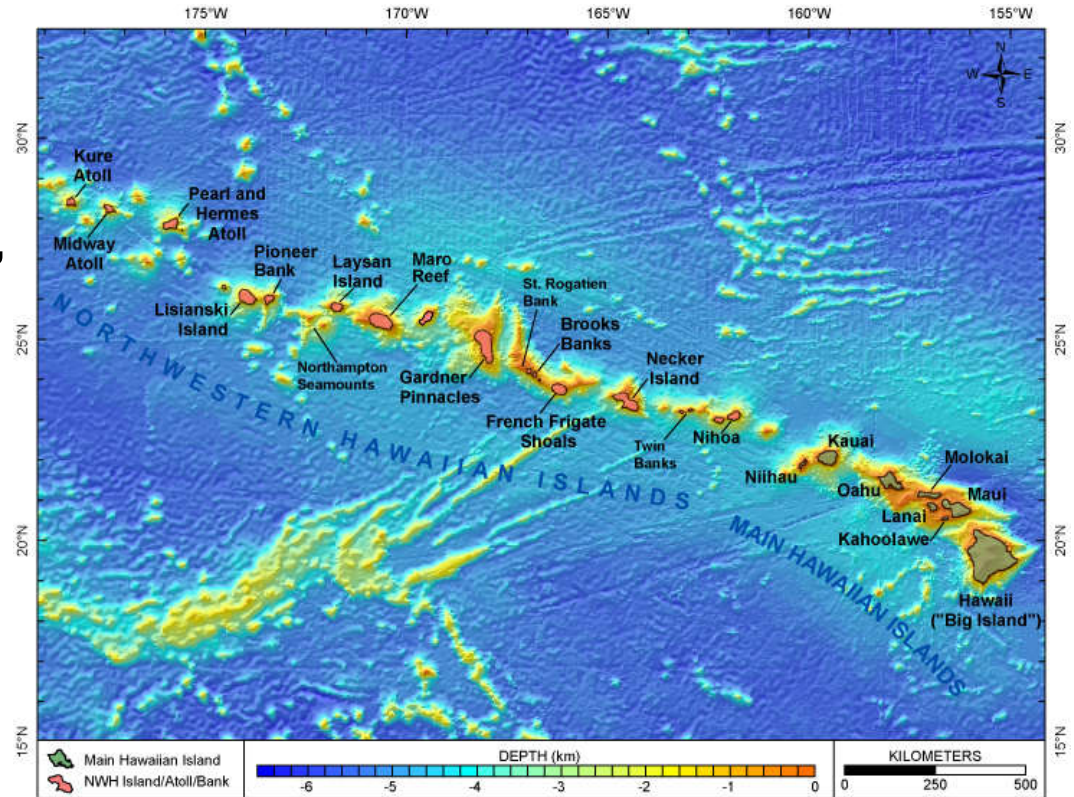 175°W
170°W
165°W
160°W
155°W
N
W
E
S
30°N
30°N
Kure
Atoll
Pearl and
Hermes
Atoll
Midway
Atoll
Pioneer
Bank
Laysan
Island
Maro
Reef
St. Rogatien
Bank
Brooks
Banks
Lisianski
Island
25°N
25°N
Necker
Island
Northampton
Seamounts
Gardner
Pinnacles
French Frigate
Shoals
Twin
Banks
Nihoa
NORTHWESTERN HAWAIIAN ISLANDS
Kauai
Molokai
Niihau
Oahu
Maui
Lanai
Kahoolawe
20°N
20°N
MAIN HAWAIIAN ISLANDS
Hawaii
("Big Island")
15°N
15°N
Main Hawaiian Island
NWH Island/Atoll/Bank
DEPTH (km)
-6
-5
-4
-3
-2
-1
0
KILOMETERS
0
250
500